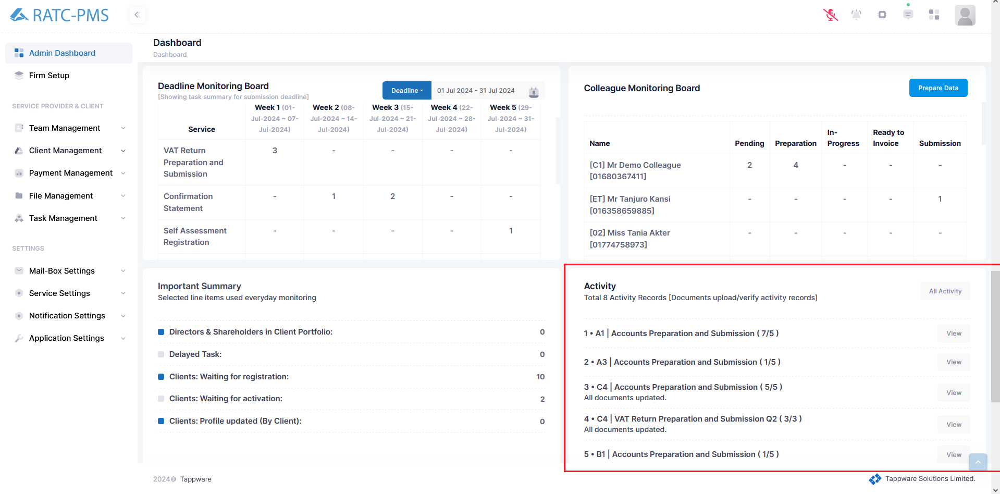 RATC-PMS
Admin Dashboard
Firm Setup
SERVICE PROVIDER & CLIENT
Team Management
Client Management
Payment Management
File Management
Task Management
SETTINGS
Mail-Box Settings
Service Settings
Notification Settings
Application Settings
Dashboard
Dashboard
Deadline Monitoring Board
[Showing task summary for submission deadline]
Deadline
01 Jul 2024 - 31 Jul 2024
8
Service
Week 1 (01-
Jul-2024 ~ 07-
Jul-2024)
Week 2 (08-
Jul-2024 ~ 14-
Jul-2024)
Week 3 (15-
Jul-2024 ~ 21-
Jul-2024)
Week 4 (22-
Jul-2024 ~ 28-
Jul-2024)
Week 5 (29-
Jul-2024 ~ 31-
Jul-2024)
VAT Return
Preparation and
Submission
3 - - - -
Confirmation
Statement
- 1 2 - -
Self Assessment
Registration
- - - - 1
Colleague Monitoring Board
Prepare Data
Name
Pending
Preparation
In-
Progress
Ready to
Invoice
Submission
[C1] Mr Demo Colleague
[01680367411]
2 4 - - -
[ET] Mr Tanjuro Kansi
[016358659885]
- - - - 1
[02] Miss Tania Akter
[01774758973]
- - - - -
Important Summary
Selected line items used everyday monitoring
Directors & Shareholders in Client Portfolio: 0
Delayed Task: 0
Clients: Waiting for registration: 10
Clients: Waiting for activation: 2
Clients: Profile updated (By Client): 0
Activity
Total 8 Activity Records [Documents upload/verify activity records]
All Activity
1 • A1 | Accounts Preparation and Submission ( 7/5 )
View
2 • A3 | Accounts Preparation and Submission ( 1/5 )
View
3 • C4 | Accounts Preparation and Submission ( 5/5 )
All documents updated.
View
4 • C4 | VAT Return Preparation and Submission Q2 ( 3/3 )
All documents updated.
View
5 • B1 | Accounts Preparation and Submission ( 1/5 )
View
2024© Tappware
Tappware Solutions Limited.